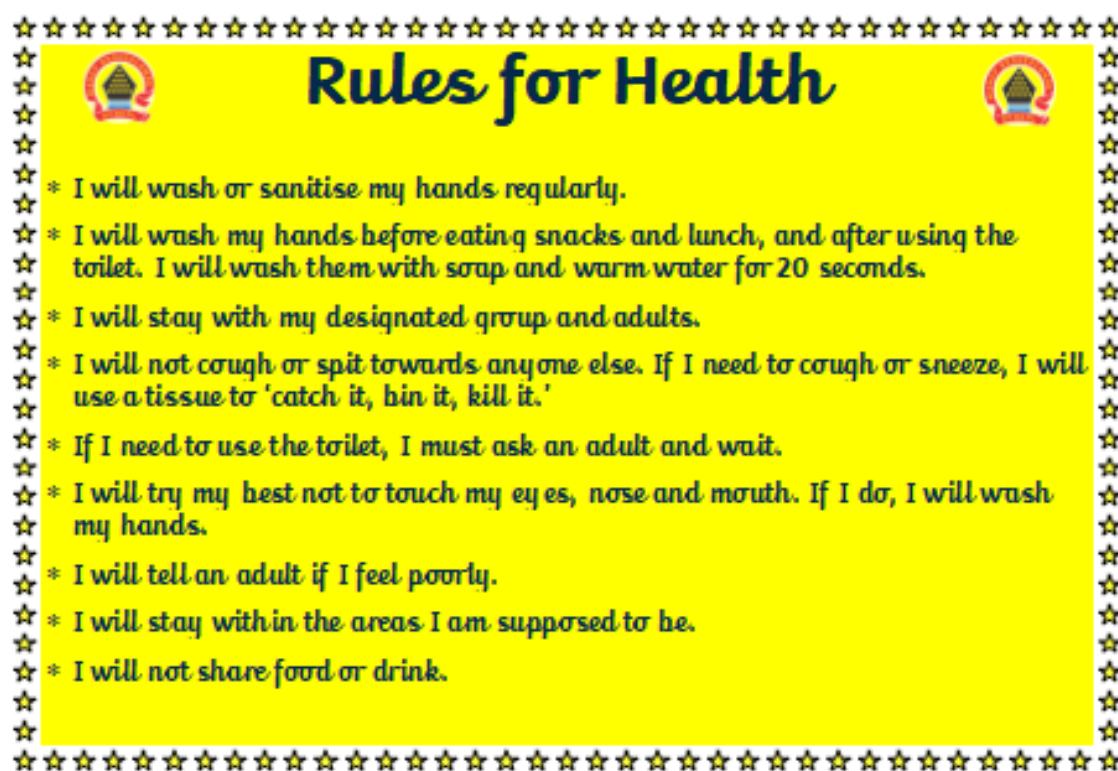 Rules for Health
* I will wash or sanitise my hands regularly.
* I will wash my hands before eating snacks and lunch, and after using the
toilet. I will wash them with soap and warm water for 20 seconds.
* I will stay with my designated group and adults.
* I will not cough or spit towards anyone else. If I need to cough or sneeze, I will
use a tissue to ‘catch it, bin it, kill it.’
* If I need to use the toilet, I must ask an adult and wait.
* I will try my best not to touch my eyes, nose and mouth. If I do, I will wash
my hands.
* I will tell an adult if I feel poorly.
* I will stay within the areas I am supposed to be.
* I will not share food or drink.